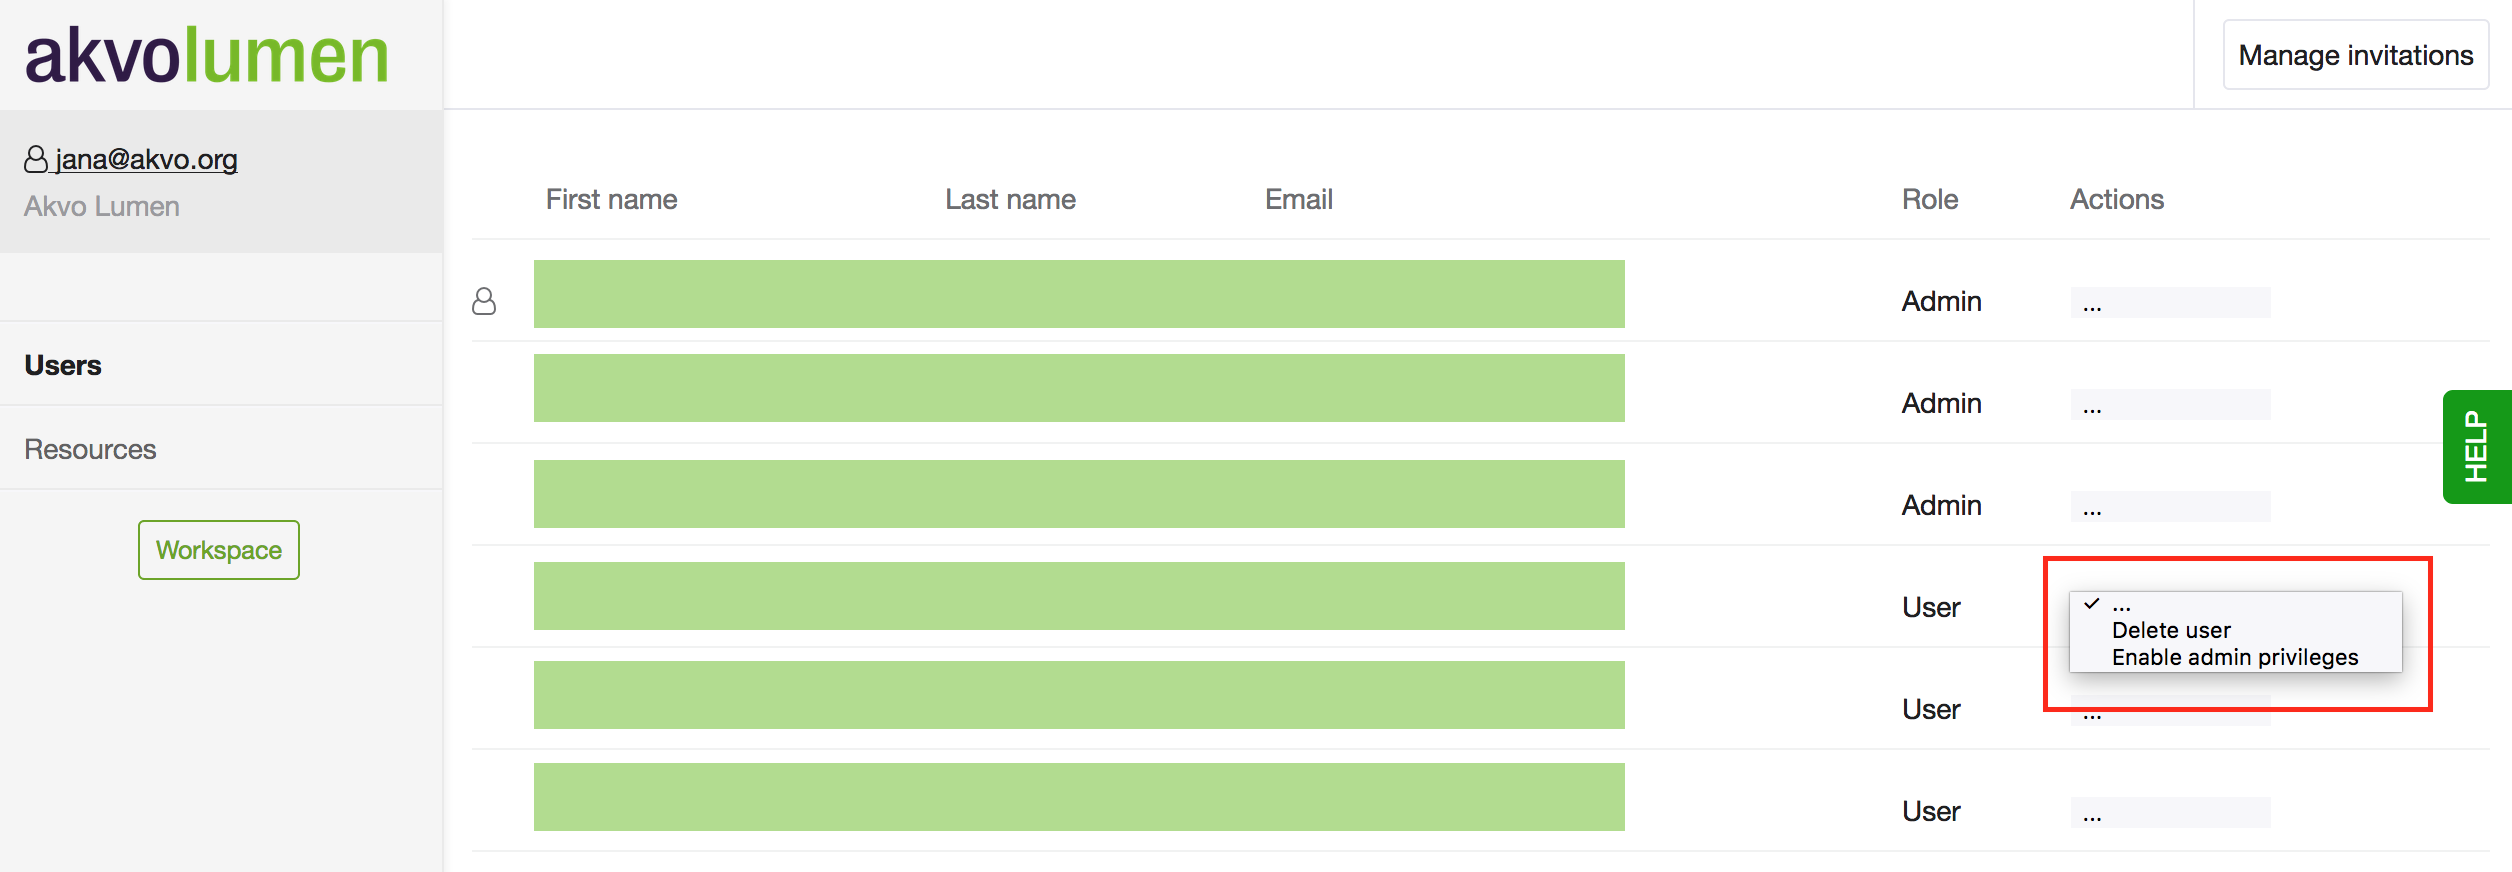 akvolumen
Manage invitations
jana@akvo.org
Akvo Lumen
First name Last name Email Role Actions
Admin ...
Users
Admin ...
Resources
Admin ...
Workspace
User ...
Delete user
Enable admin privileges
User ...
User ...
HELP